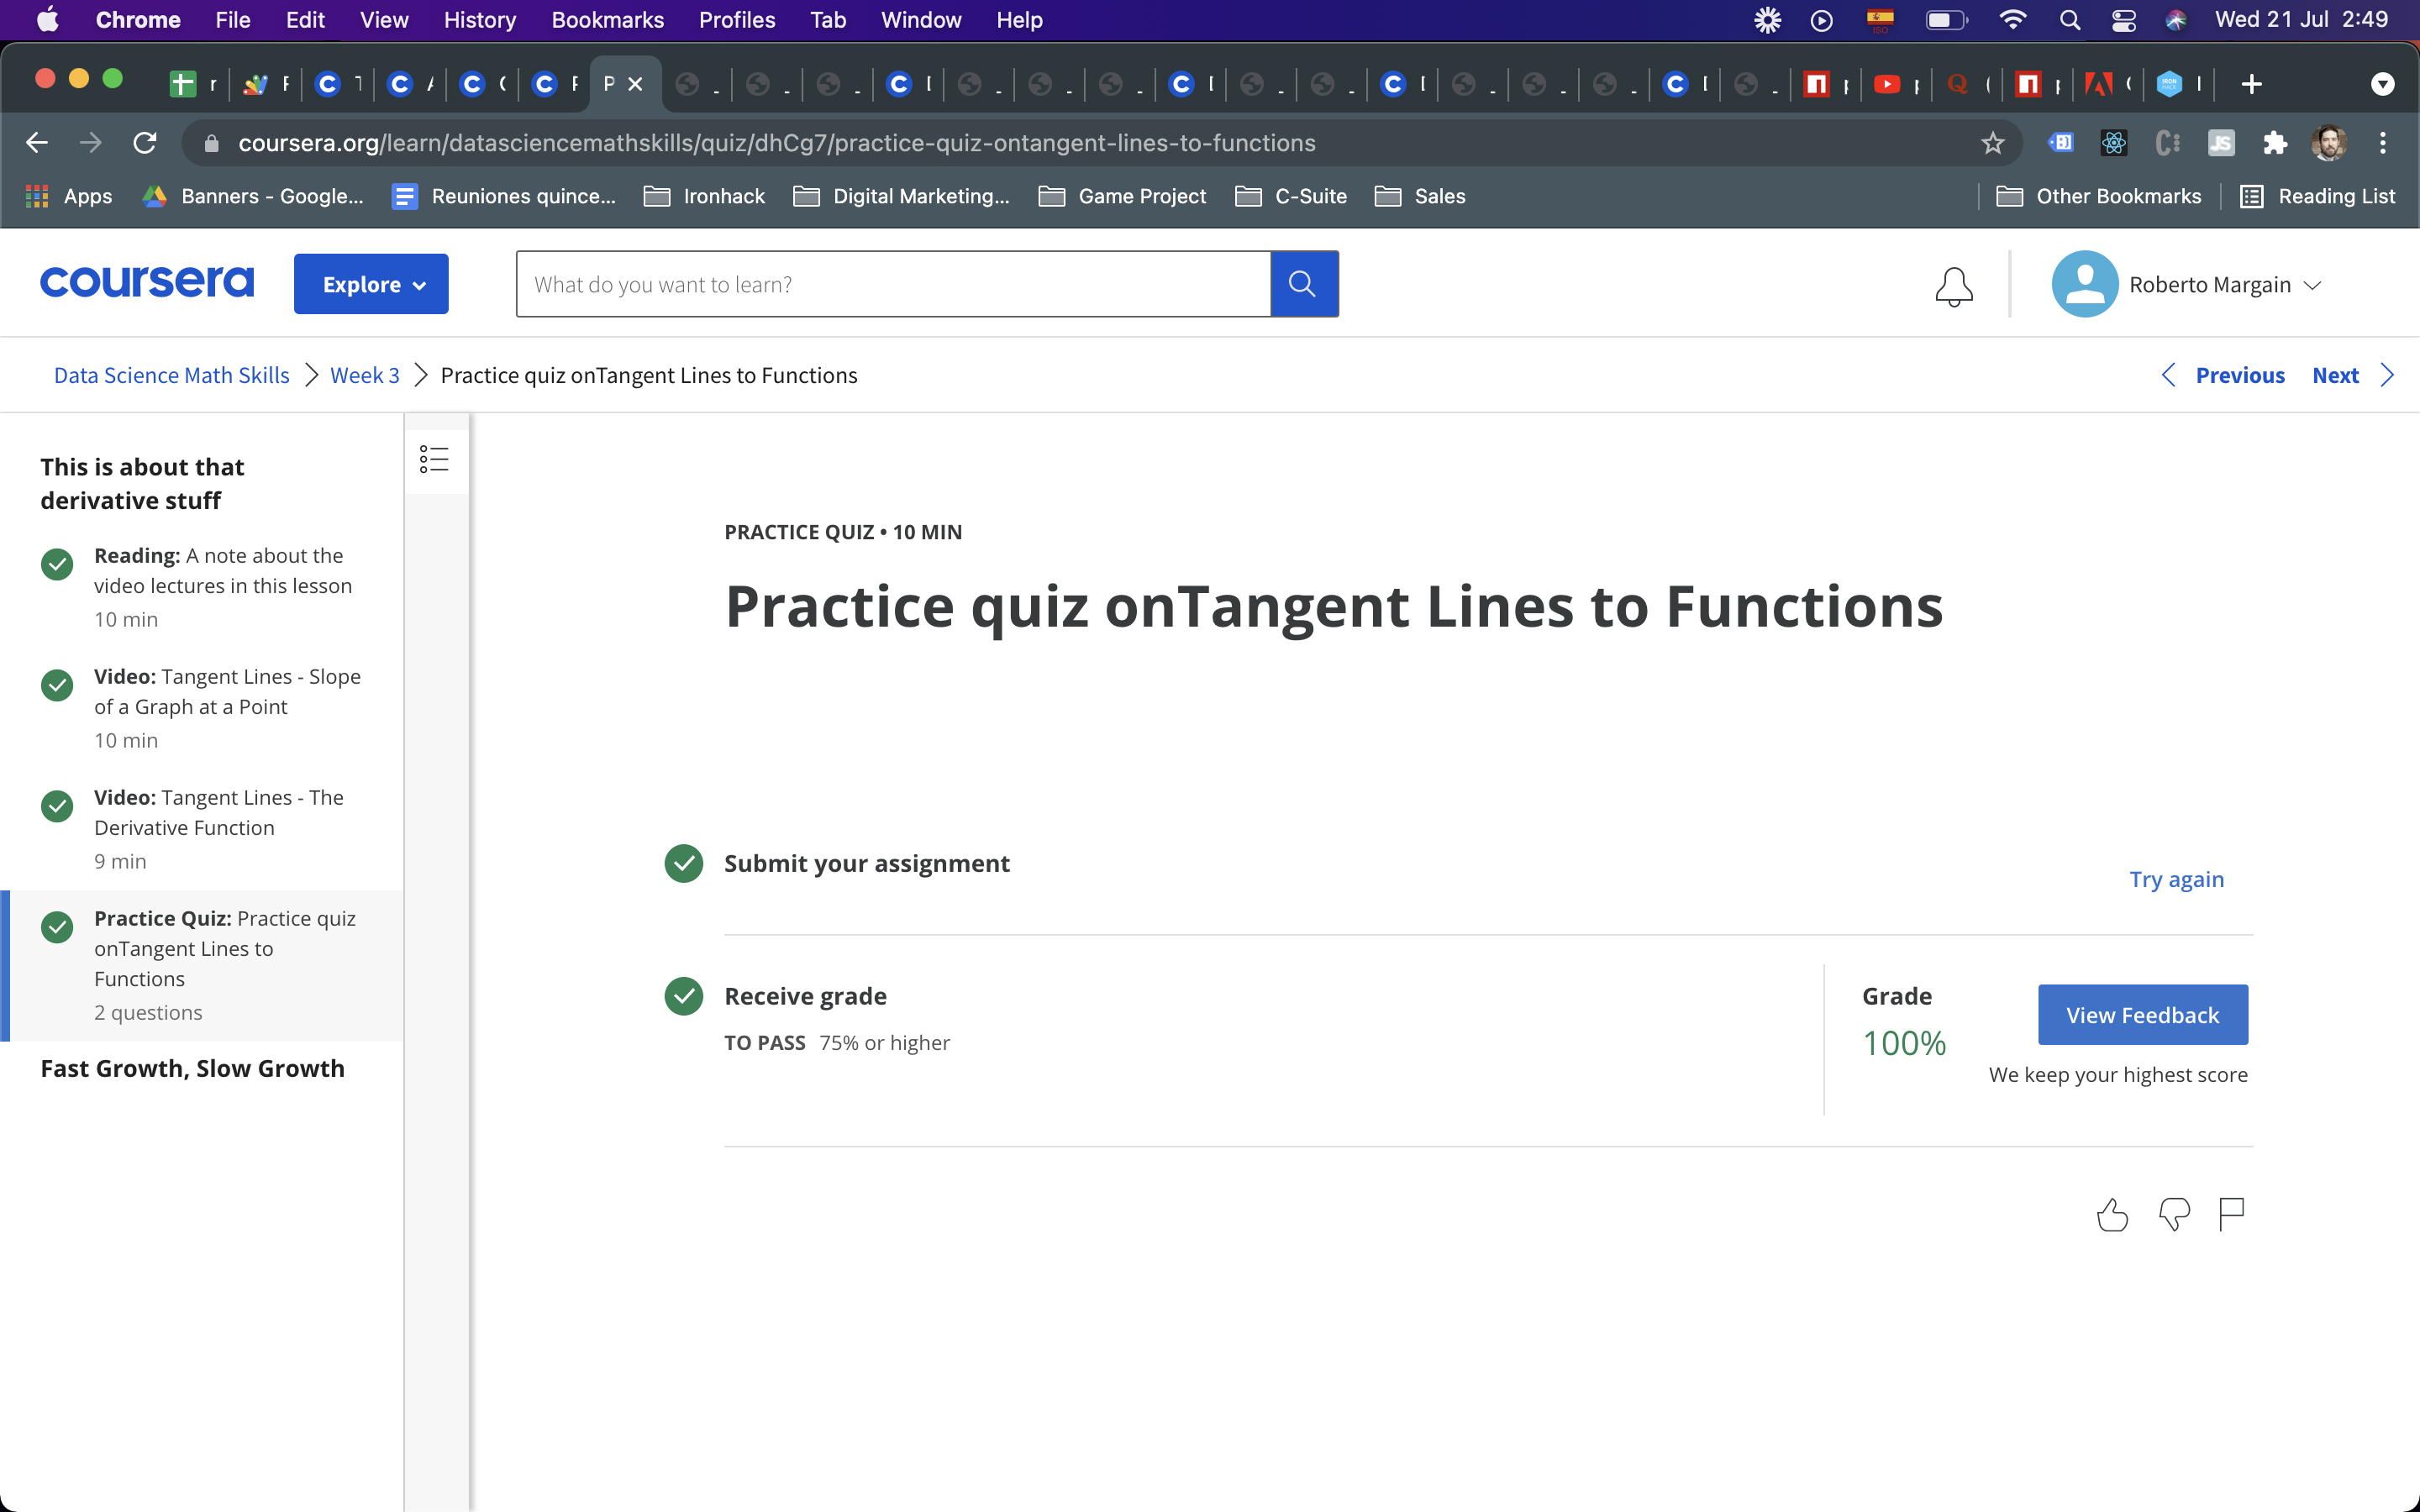 Chrome File Edit View History Bookmarks Profiles Tab Window Help
ISO
Wed 21 Jul 2:49
coursera.org/learn/datasciencemathskills/quiz/dhCg7/practice-quiz-ontangent-lines-to-functions
Apps Banners - Google... Reuniones quince... Ironhack Digital Marketing... Game Project C-Suite Sales Other Bookmarks Reading List
coursera Explore What do you want to learn? Roberto Margain
Data Science Math Skills Week 3 Practice quiz onTangent Lines to Functions Previous Next
This is about that
derivative stuff
Reading: A note about the
video lectures in this lesson
10 min
Video: Tangent Lines - Slope
of a Graph at a Point
10 min
Video: Tangent Lines - The
Derivative Function
9 min
Practice Quiz: Practice quiz
onTangent Lines to
Functions
2 questions
Fast Growth, Slow Growth
PRACTICE QUIZ • 10 MIN
Practice quiz onTangent Lines to Functions
Submit your assignment
Try again
Receive grade
TO PASS 75% or higher
Grade
100%
View Feedback
We keep your highest score